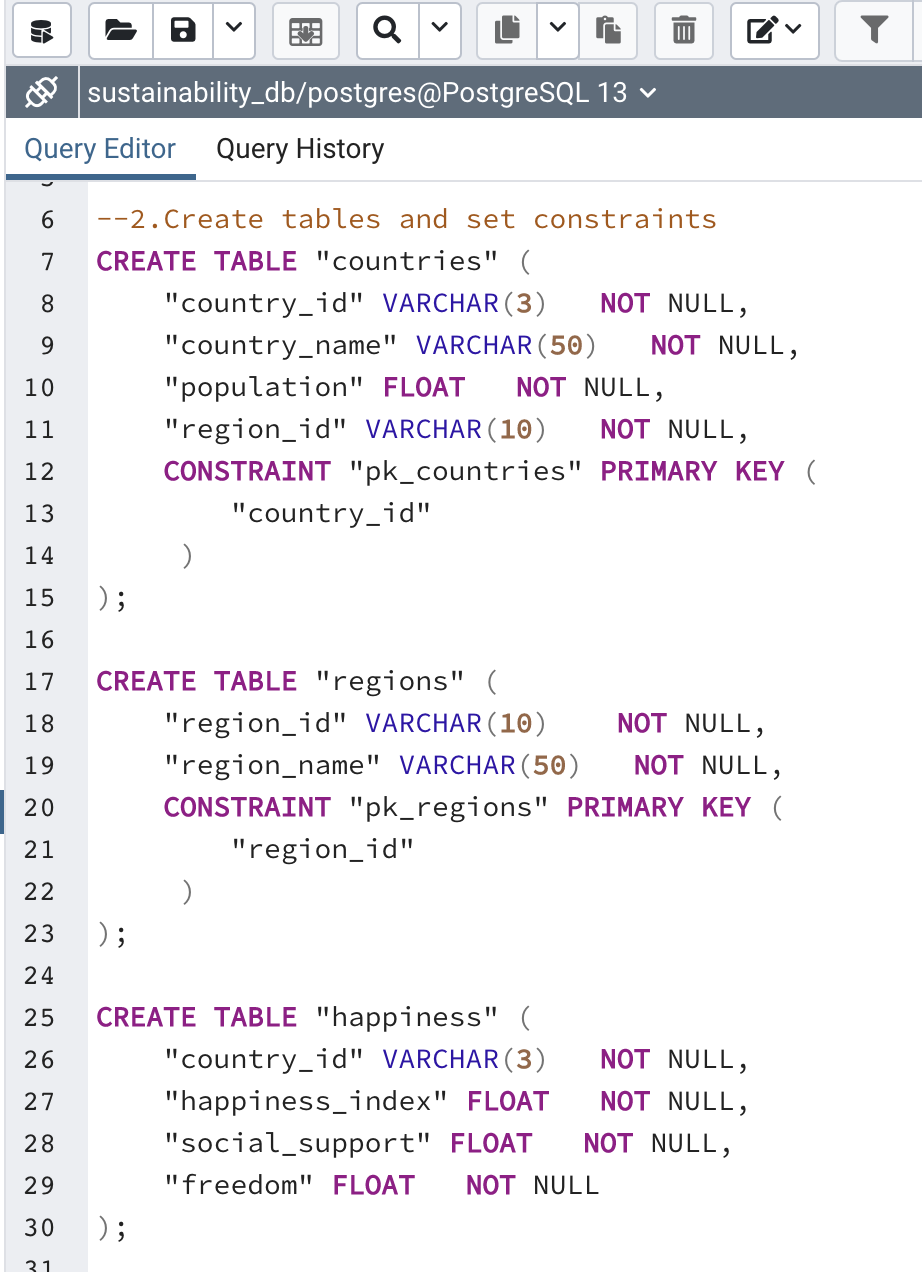 sustainability_db/postgres@PostgreSQL 13
Query Editor Query History
6 --2.Create tables and set constraints
7 CREATE TABLE "countries" (
8 "country_id" VARCHAR(3) NOT NULL,
9 "country_name" VARCHAR(50) NOT NULL,
10 "population" FLOAT NOT NULL,
11 "region_id" VARCHAR(10) NOT NULL,
12 CONSTRAINT "pk_countries" PRIMARY KEY (
13 "country_id"
14 )
15 );
16
17 CREATE TABLE "regions" (
18 "region_id" VARCHAR(10) NOT NULL,
19 "region_name" VARCHAR(50) NOT NULL,
20 CONSTRAINT "pk_regions" PRIMARY KEY (
21 "region_id"
22 )
23 );
24
25 CREATE TABLE "happiness" (
26 "country_id" VARCHAR(3) NOT NULL,
27 "happiness_index" FLOAT NOT NULL,
28 "social_support" FLOAT NOT NULL,
29 "freedom" FLOAT NOT NULL
30 );
31